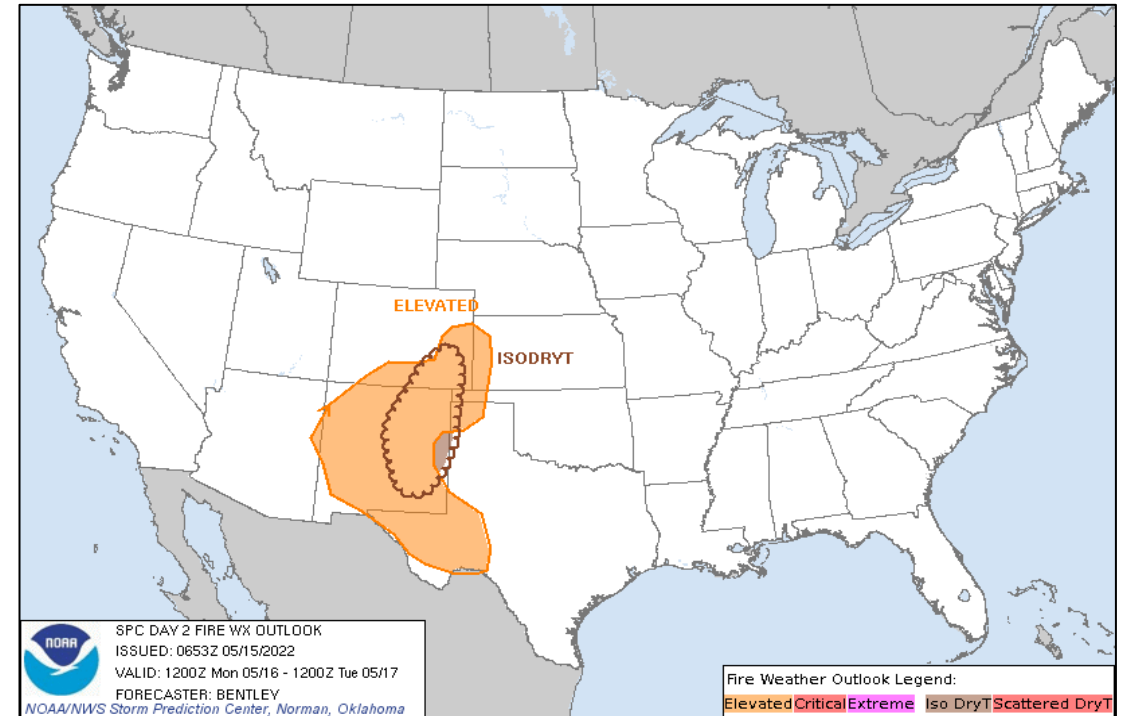 ELEVATED
ISODRYT
NOAA
SPC DAY 2 FIRE WX OUTLOOK
ISSUED: 0653Z 05/15/2022
VALID: 1200Z Mon 05/16 - 1200Z Tue 05/17
FORECASTER: BENTLEY
NOAA/NWS Storm Prediction Center, Norman, Oklahoma
Fire Weather Outlook Legend:
Elevated Critical Extreme Iso DryT Scattered DryT